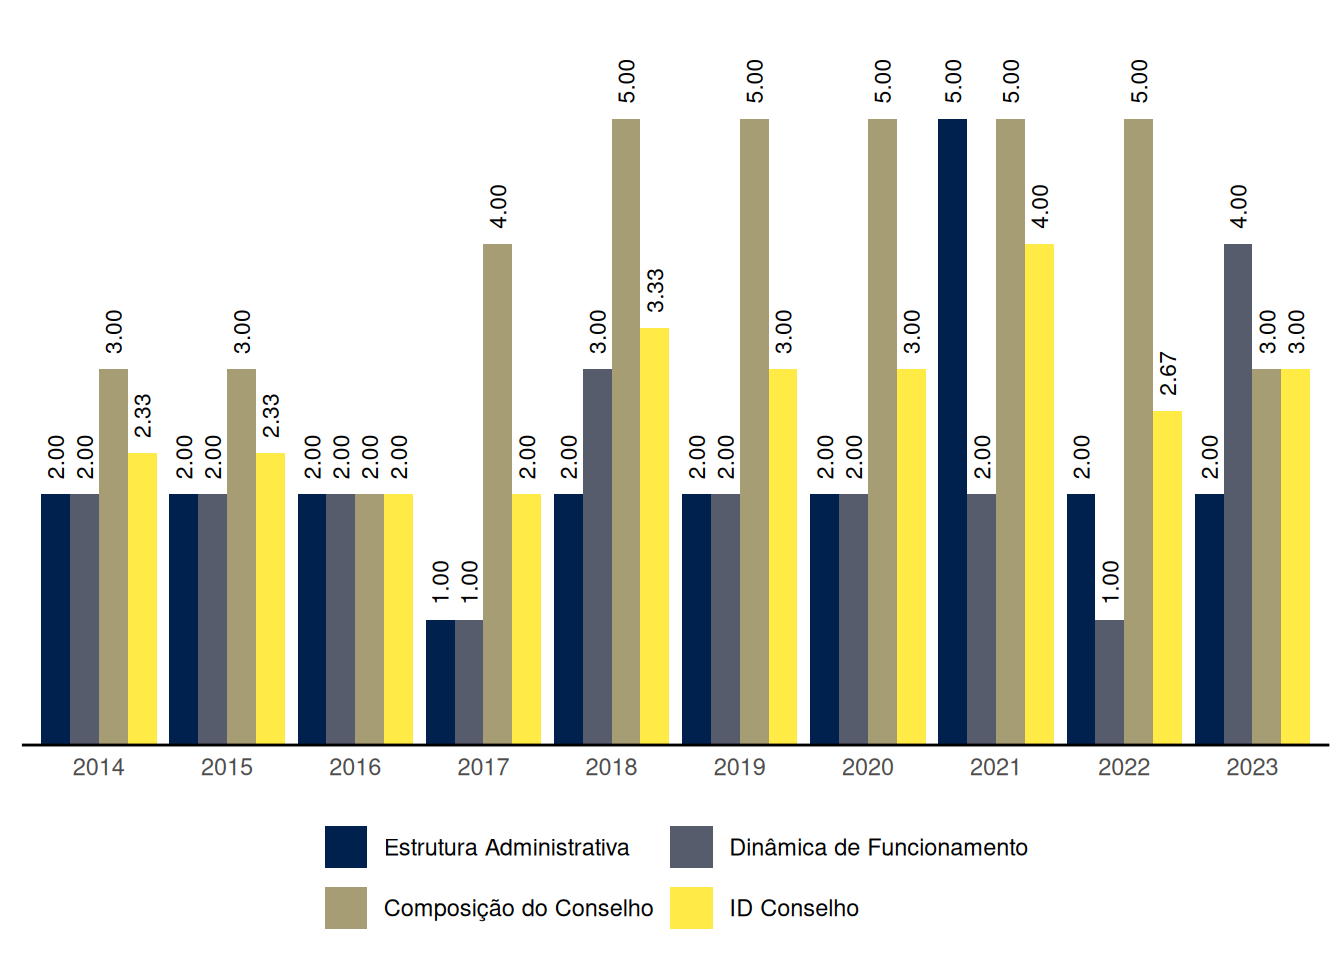 5.00 5.00 5.00 5.00 5.00 5.00
4.00 4.00 4.00
3.33
3.00 3.00 3.00 3.00 3.00 3.00 3.00
2.67
2.33 2.33
2.00 2.00 2.00 2.00 2.00 2.00 2.00 2.00 2.00 2.00 2.00 2.00 2.00 2.00 2.00 2.00 2.00
1.00 1.00 1.00
2014 2015 2016 2017 2018 2019 2020 2021 2022 2023
Estrutura Administrativa Dinâmica de Funcionamento
Composição do Conselho ID Conselho